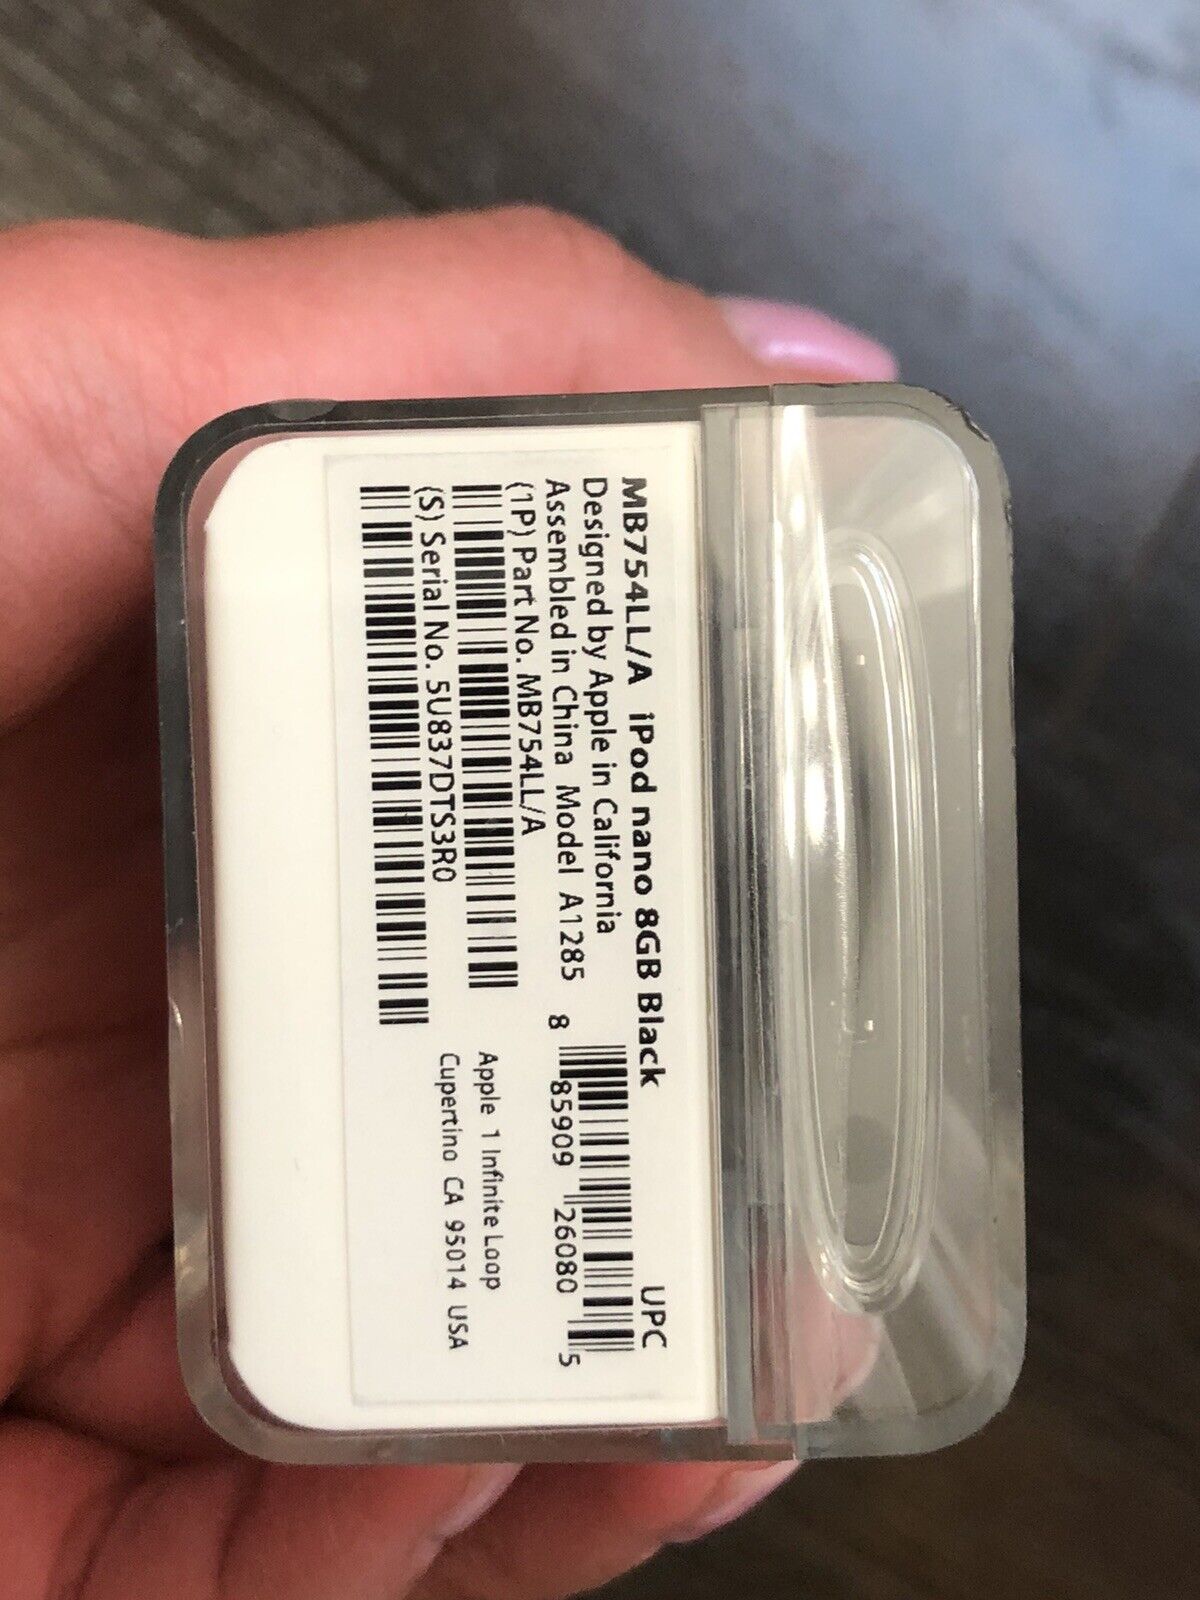 MB754LL/A iPod nano 8GB Black
UPC
Designed by Apple in California
Assembled in China Model A1285
8 85909 26080 5
(1P) Part No. MB754LL/A
(S) Serial No. 5U837DTS3R0
Apple 1 Infinite Loop
Cupertino CA 95014 USA